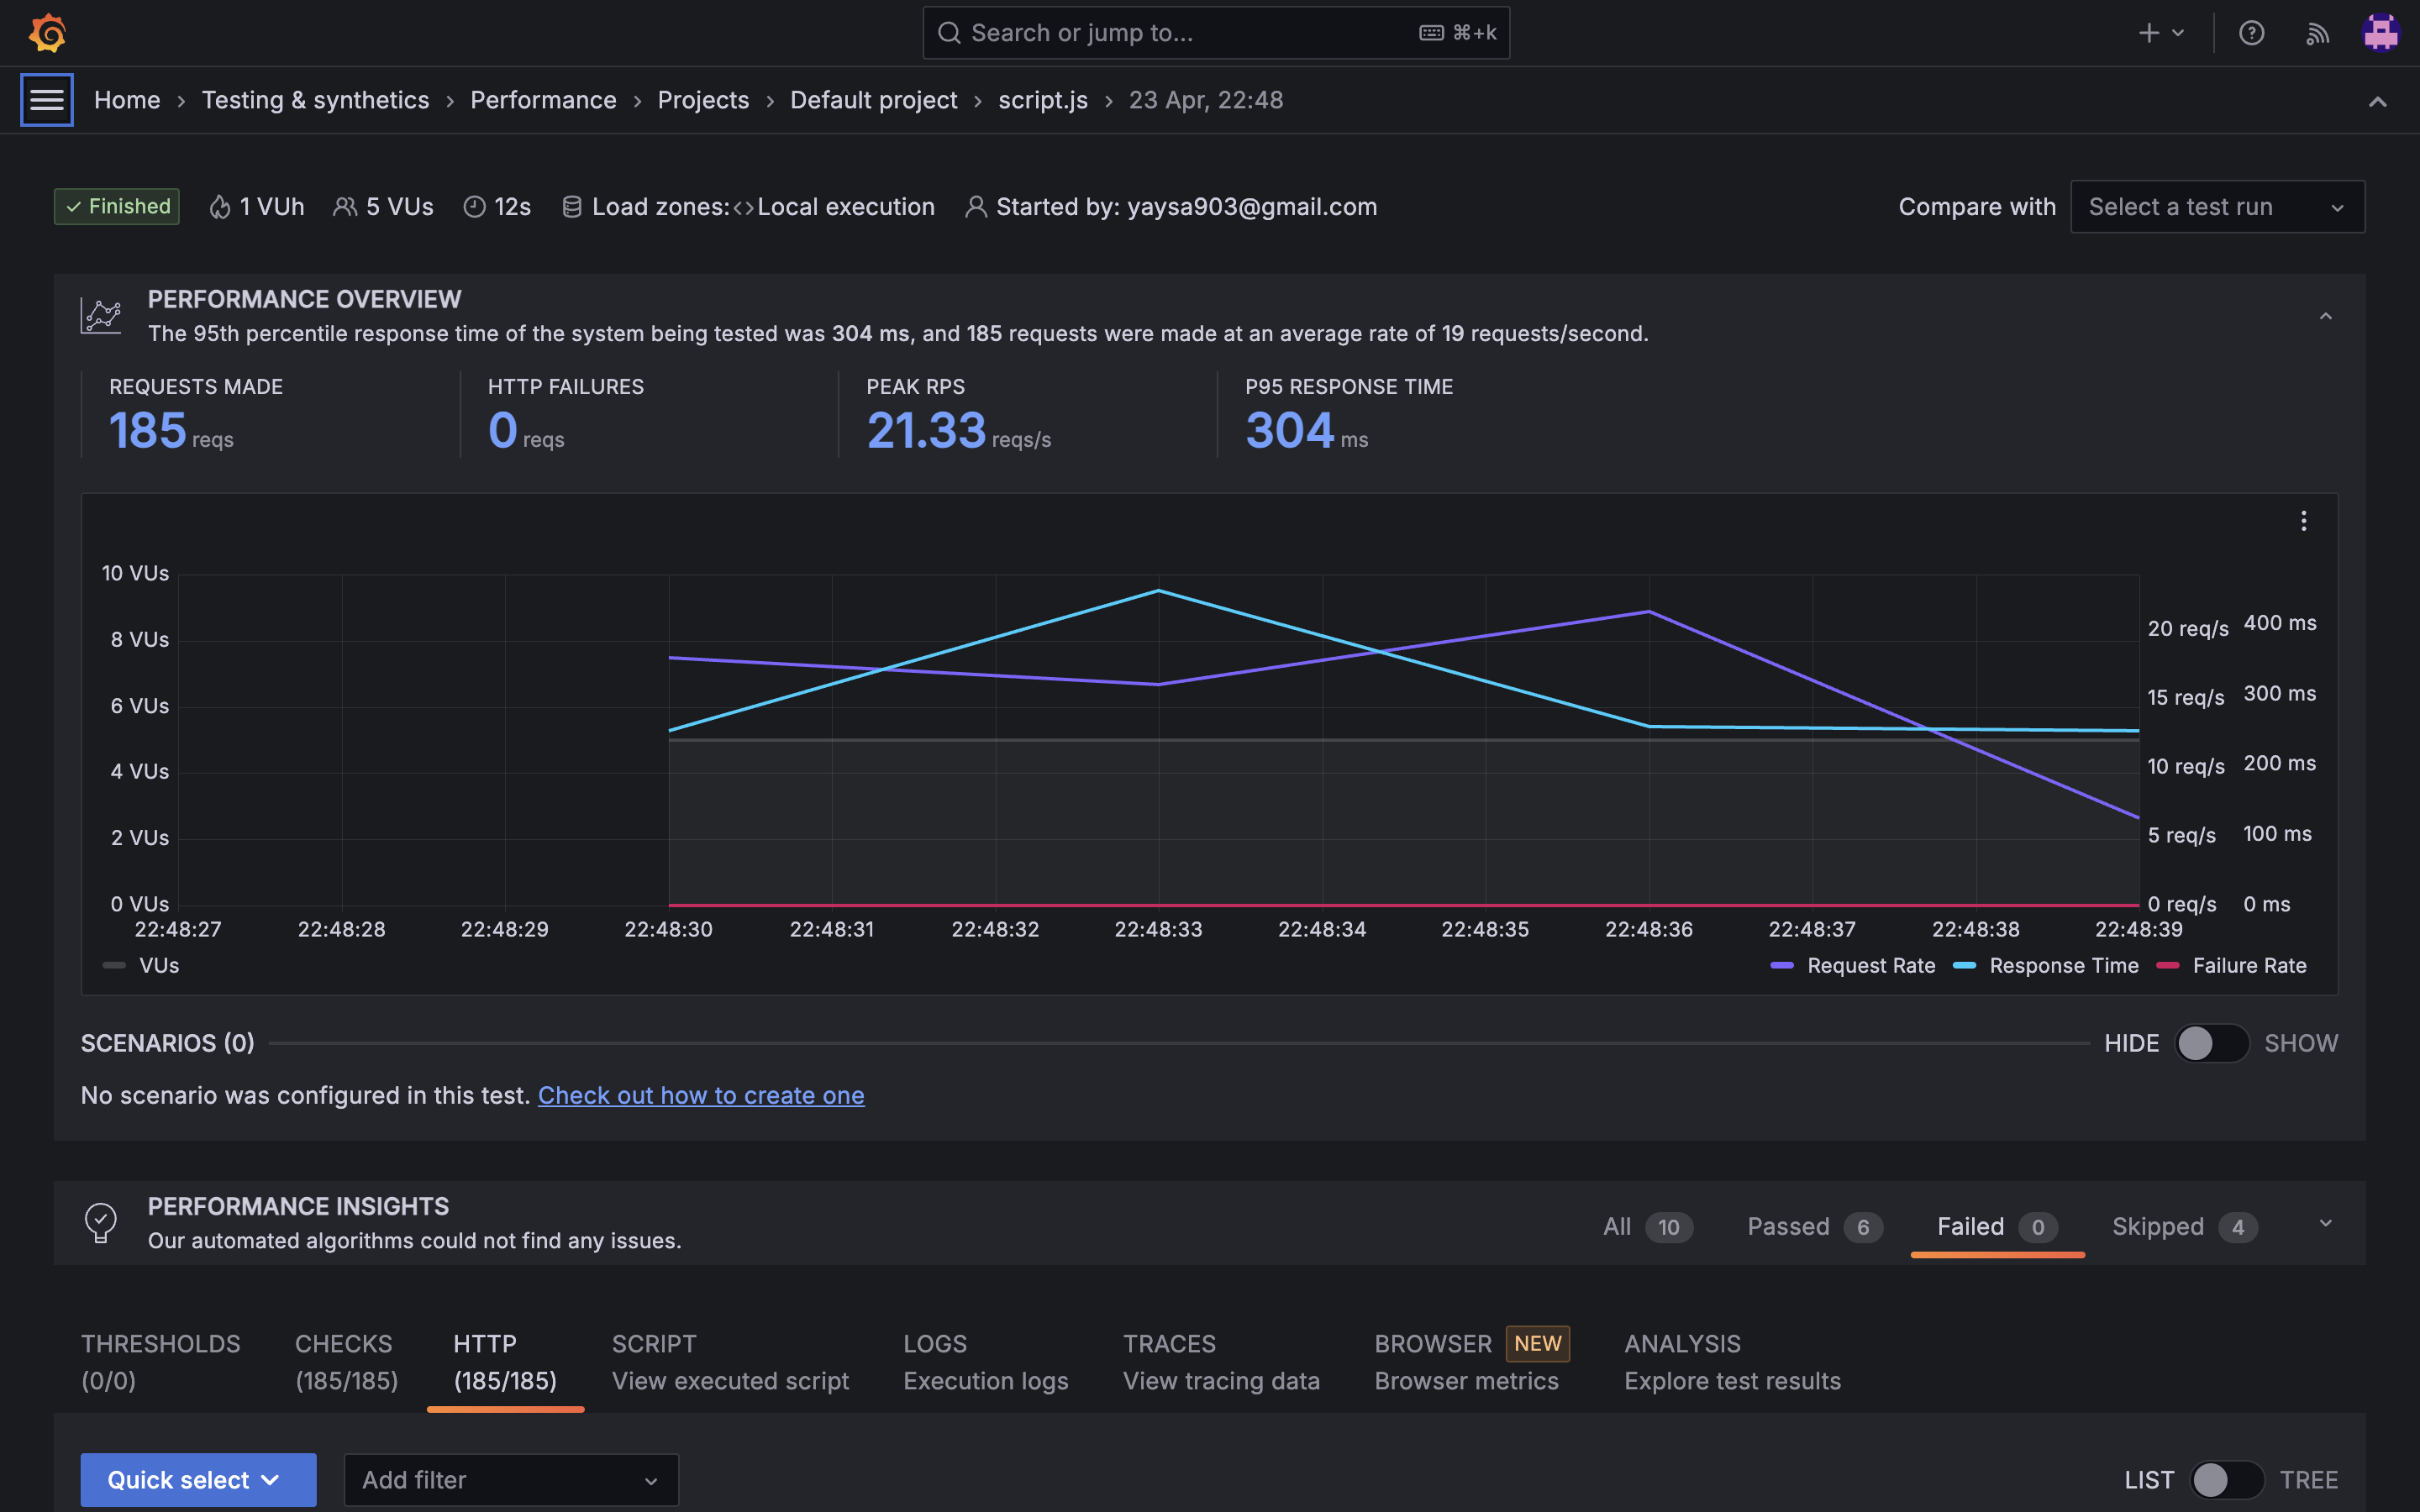 Search or jump to... ⌘+k
Home › Testing & synthetics › Performance › Projects › Default project › script.js › 23 Apr, 22:48
Finished 1 VUh 5 VUs 12s Load zones: <> Local execution Started by: yaysa903@gmail.com Compare with Select a test run
PERFORMANCE OVERVIEW
The 95th percentile response time of the system being tested was 304 ms, and 185 requests were made at an average rate of 19 requests/second.
REQUESTS MADE HTTP FAILURES PEAK RPS P95 RESPONSE TIME
185 reqs 0 reqs 21.33 reqs/s 304 ms
10 VUs
8 VUs 20 req/s 400 ms
6 VUs 15 req/s 300 ms
4 VUs 10 req/s 200 ms
2 VUs 5 req/s 100 ms
0 VUs 0 req/s 0 ms
22:48:27 22:48:28 22:48:29 22:48:30 22:48:31 22:48:32 22:48:33 22:48:34 22:48:35 22:48:36 22:48:37 22:48:38 22:48:39
VUs Request Rate Response Time Failure Rate
SCENARIOS (0) HIDE SHOW
No scenario was configured in this test. Check out how to create one
PERFORMANCE INSIGHTS
Our automated algorithms could not find any issues.
All 10 Passed 6 Failed 0 Skipped 4
THRESHOLDS CHECKS HTTP SCRIPT LOGS TRACES BROWSER NEW ANALYSIS
(0/0) (185/185) (185/185) View executed script Execution logs View tracing data Browser metrics Explore test results
Quick select Add filter LIST TREE